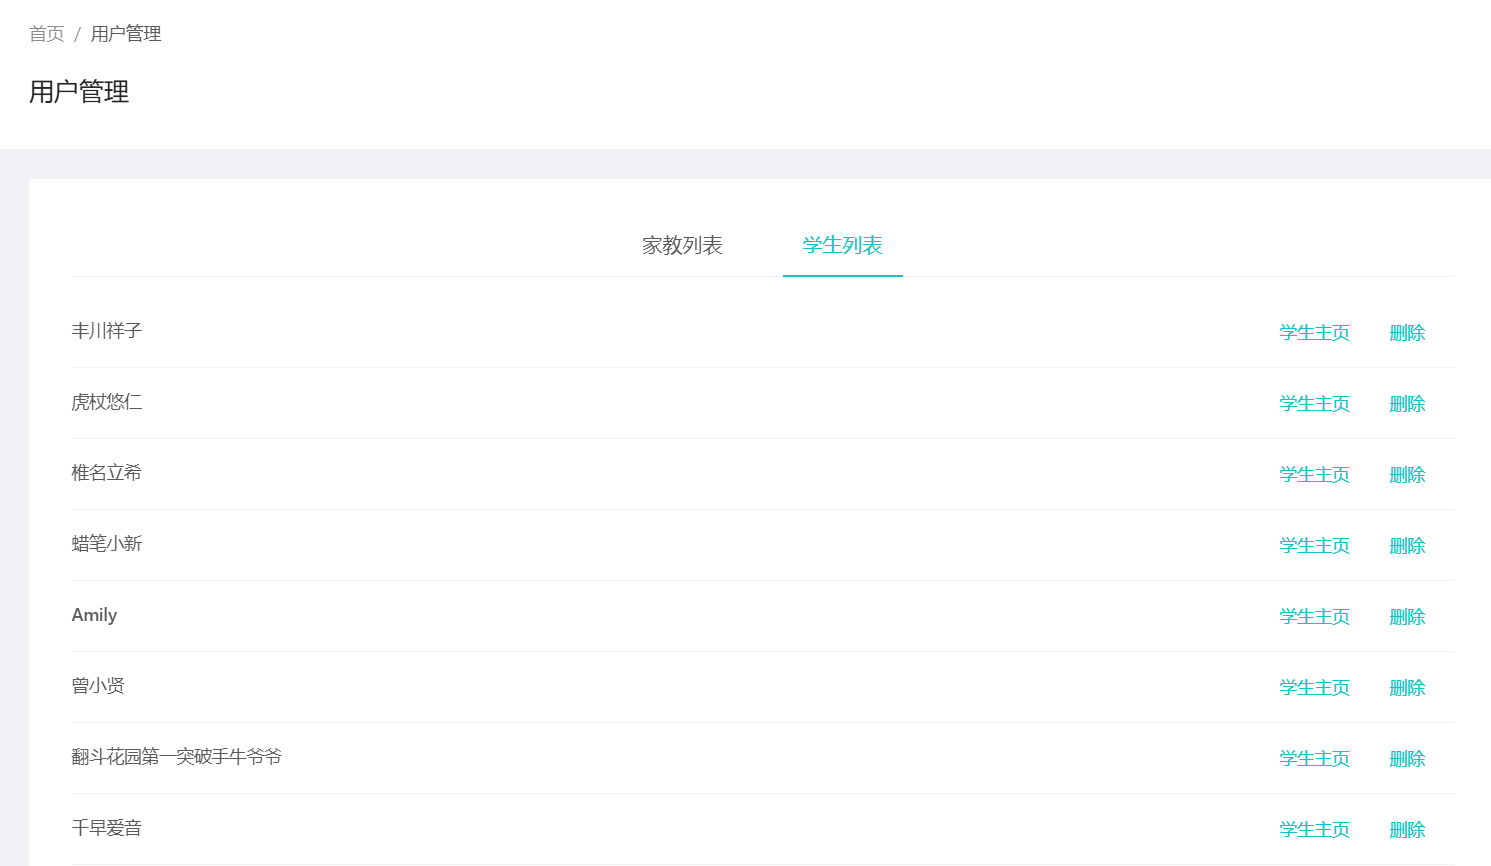 首页 / 用户管理
用户管理
家教列表 学生列表
丰川祥子 学生主页 删除
虎杖悠仁 学生主页 删除
椎名立希 学生主页 删除
蜡笔小新 学生主页 删除
Amily 学生主页 删除
曾小贤 学生主页 删除
翻斗花园第一突破手牛爷爷 学生主页 删除
千早爱音 学生主页 删除